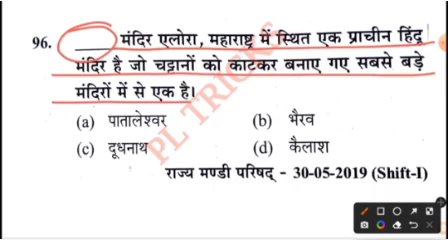 96. ____ मंदिर एलोरा, महाराष्ट्र में स्थित एक प्राचीन हिंदू
मंदिर है जो चट्टानों को काटकर बनाए गए सबसे बड़े
मंदिरों में से एक है।
(a) पातालेश्वर (b) भैरव
(c) दूधनाथ (d) कैलाश
राज्य मण्डी परिषद् - 30-05-2019 (Shift-I)
PL TRICKS